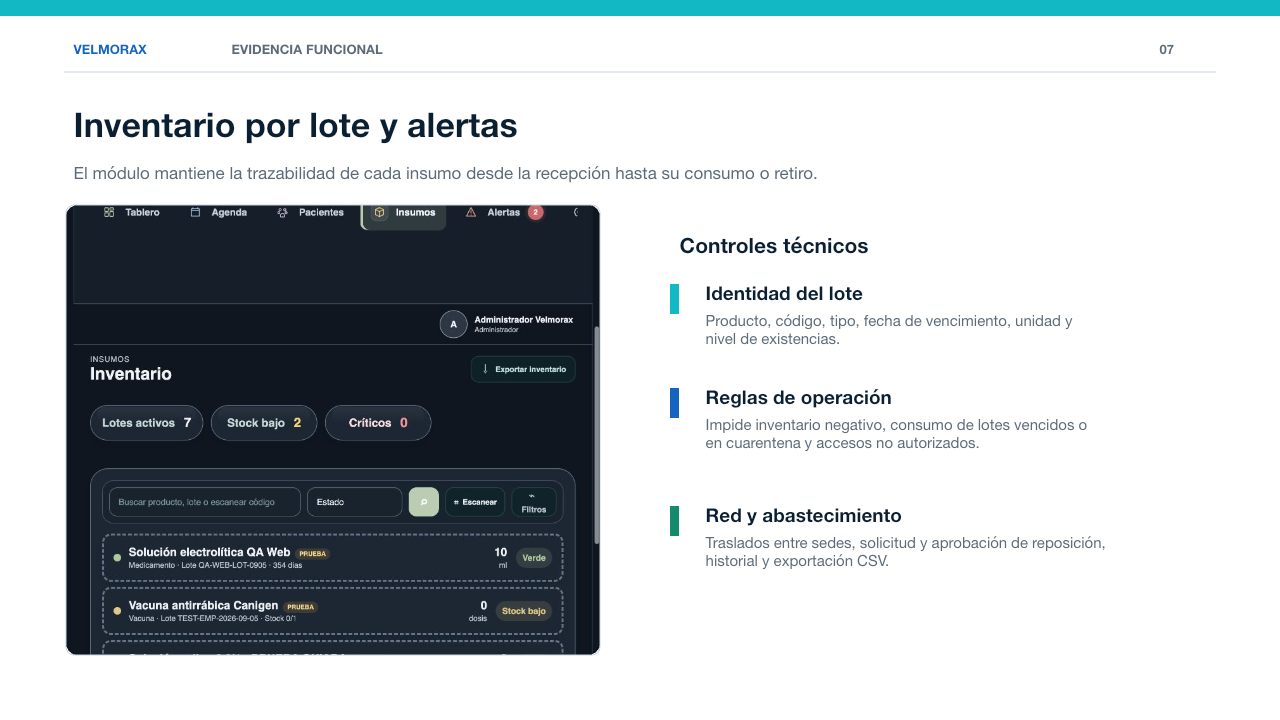 VELMORAX
EVIDENCIA FUNCIONAL
07
Inventario por lote y alertas
El módulo mantiene la trazabilidad de cada insumo desde la recepción hasta su consumo o retiro.
Tablero
Agenda
Pacientes
Insumos
Alertas 2
A
Administrador Velmorax
Administrador
INSUMOS
Inventario
Exportar inventario
Lotes activos 7
Stock bajo 2
Críticos 0
Buscar producto, lote o escanear código
Estado
Escanear
Filtros
Solución electrolítica QA Web PRUEBA
Medicamento · Lote QA-WEB-LOT-0905 · 354 días
10
ml
Verde
Vacuna antirrábica Canigen PRUEBA
Vacuna · Lote TEST-EMP-2026-09-05 · Stock 0/1
0
dosis
Stock bajo
Controles técnicos
Identidad del lote
Producto, código, tipo, fecha de vencimiento, unidad y
nivel de existencias.
Reglas de operación
Impide inventario negativo, consumo de lotes vencidos o
en cuarentena y accesos no autorizados.
Red y abastecimiento
Traslados entre sedes, solicitud y aprobación de reposición,
historial y exportación CSV.